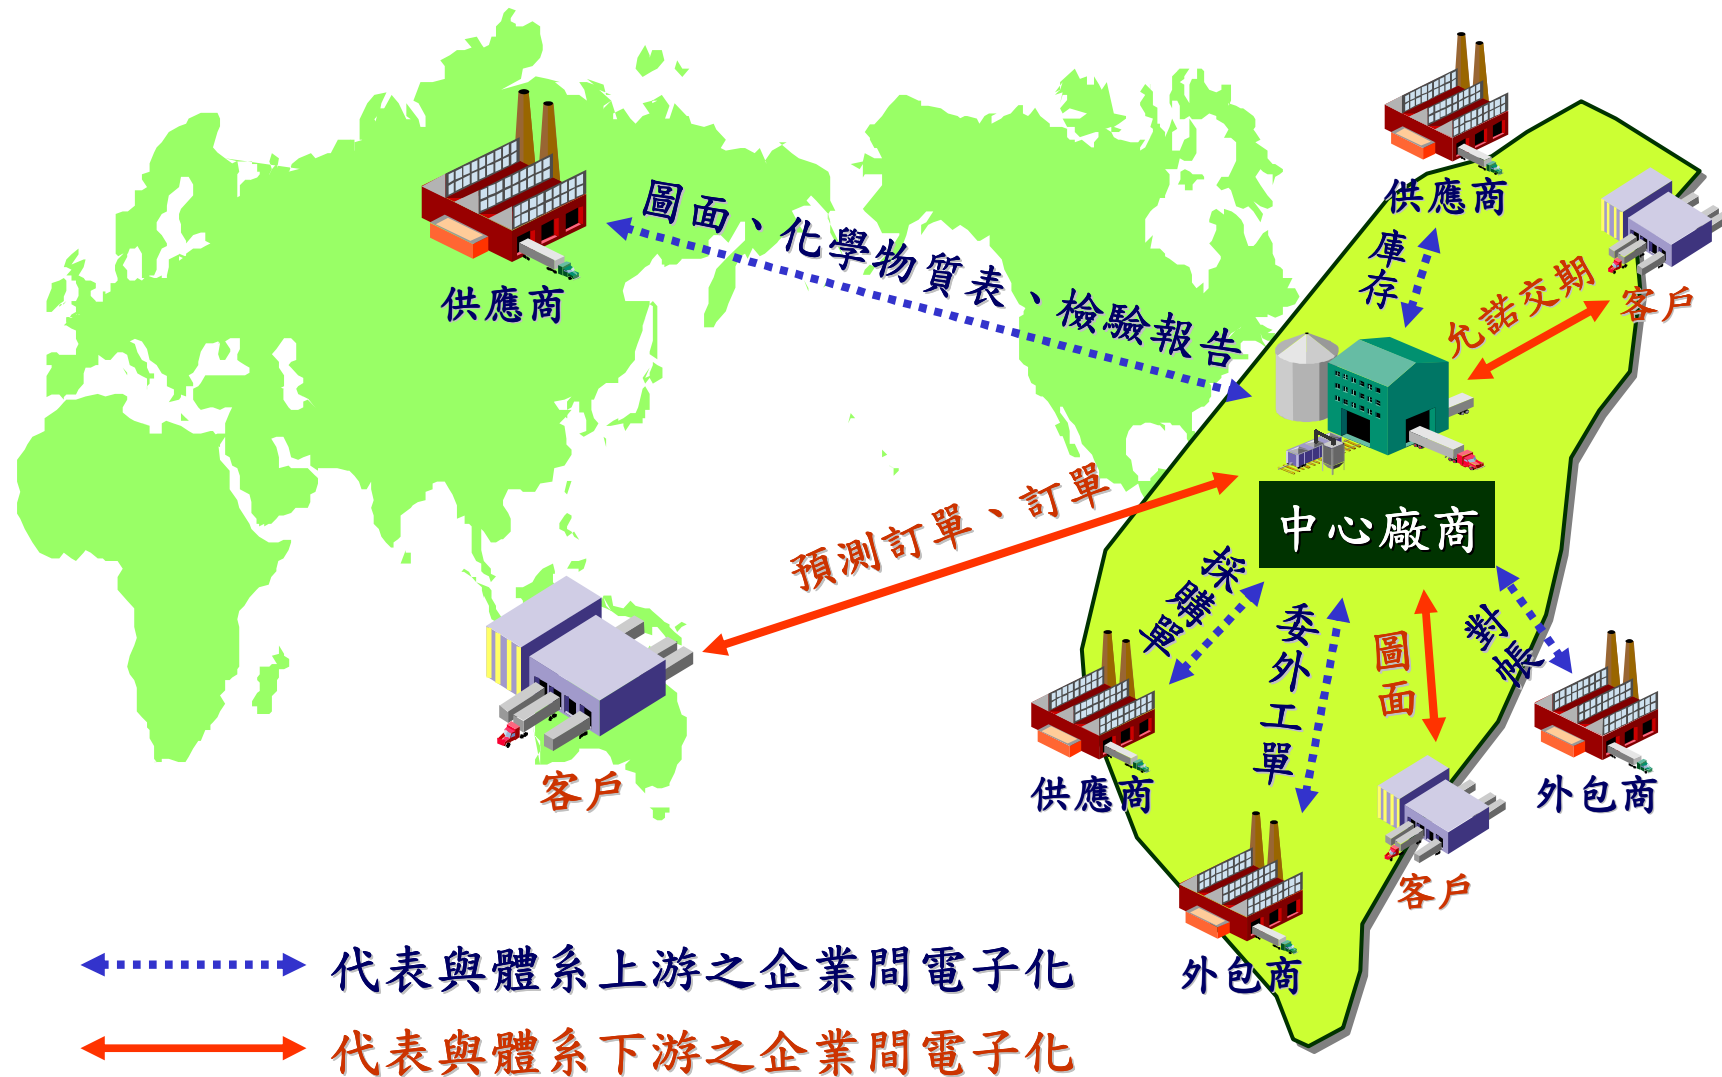 供應商
供應商
圖面、化學物質表、檢驗報告
庫存
允諾交期
客戶
供應商
預測訂單、訂單
中心廠商
採購單
委外工單
圖面
對帳
客戶
供應商
外包商
客戶
外包商
代表與體系上游之企業間電子化
代表與體系下游之企業間電子化